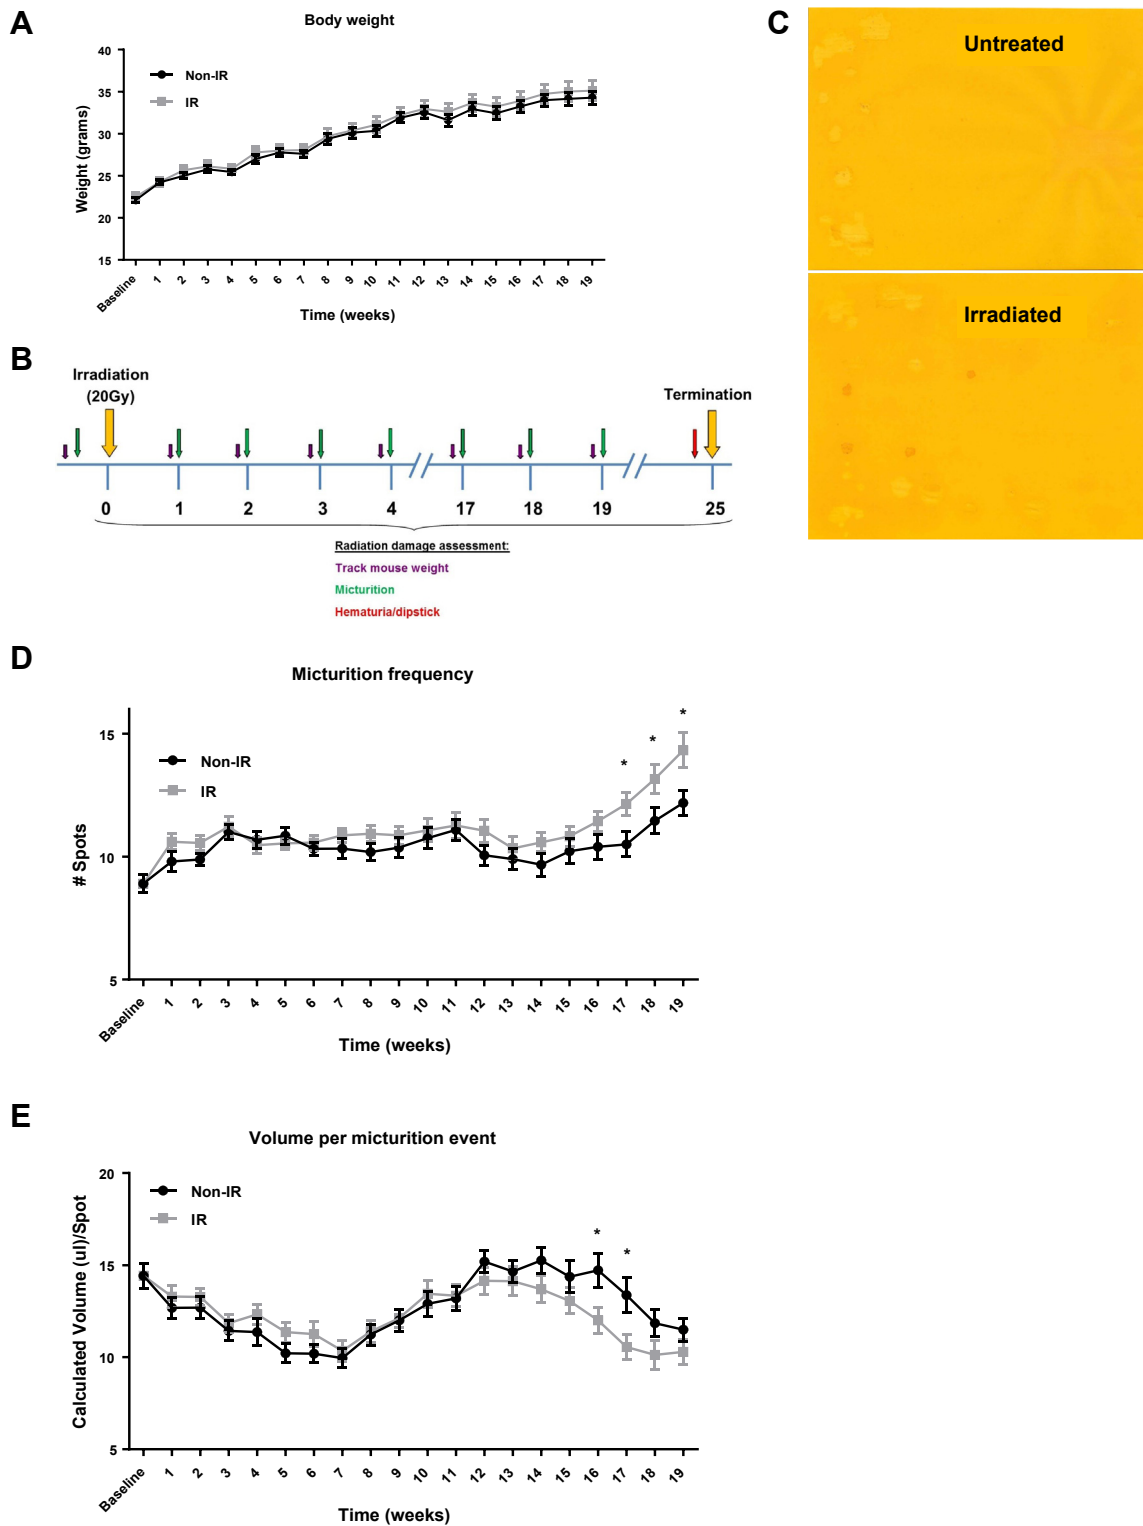 A
Body weight
40
35
30
25
20
15
Weight (grams)
Non-IR
IR
Baseline 1 2 3 4 5 6 7 8 9 10 11 12 13 14 15 16 17 18 19
Time (weeks)
B
Irradiation
(20Gy)
Termination
0 1 2 3 4 17 18 19 25
Radiation damage assessment:
Track mouse weight
Micturition
Hematuria/dipstick
C
Untreated
Irradiated
D
Micturition frequency
15
10
5
# Spots
Non-IR
IR
* * *
Baseline 1 2 3 4 5 6 7 8 9 10 11 12 13 14 15 16 17 18 19
Time (weeks)
E
Volume per micturition event
20
15
10
5
Calculated Volume (ul)/Spot
Non-IR
IR
* *
Baseline 1 2 3 4 5 6 7 8 9 10 11 12 13 14 15 16 17 18 19
Time (weeks)